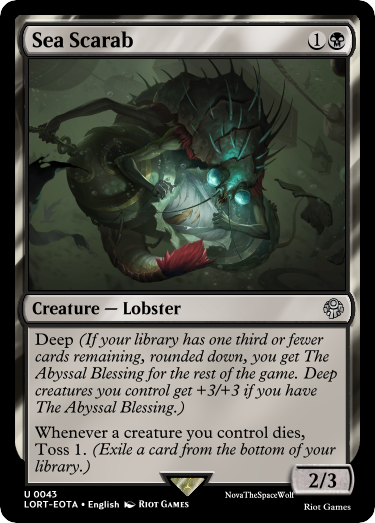 Sea Scarab 1
Creature — Lobster
Deep (If your library has one third or fewer
cards remaining, rounded down, you get The
Abyssal Blessing for the rest of the game. Deep
creatures you control get +3/+3 if you have
The Abyssal Blessing.)
Whenever a creature you control dies,
Toss 1. (Exile a card from the bottom of your
library.)
2/3
U 0043
LORT-EOTA • English Riot Games
NovaTheSpaceWolf
Riot Games